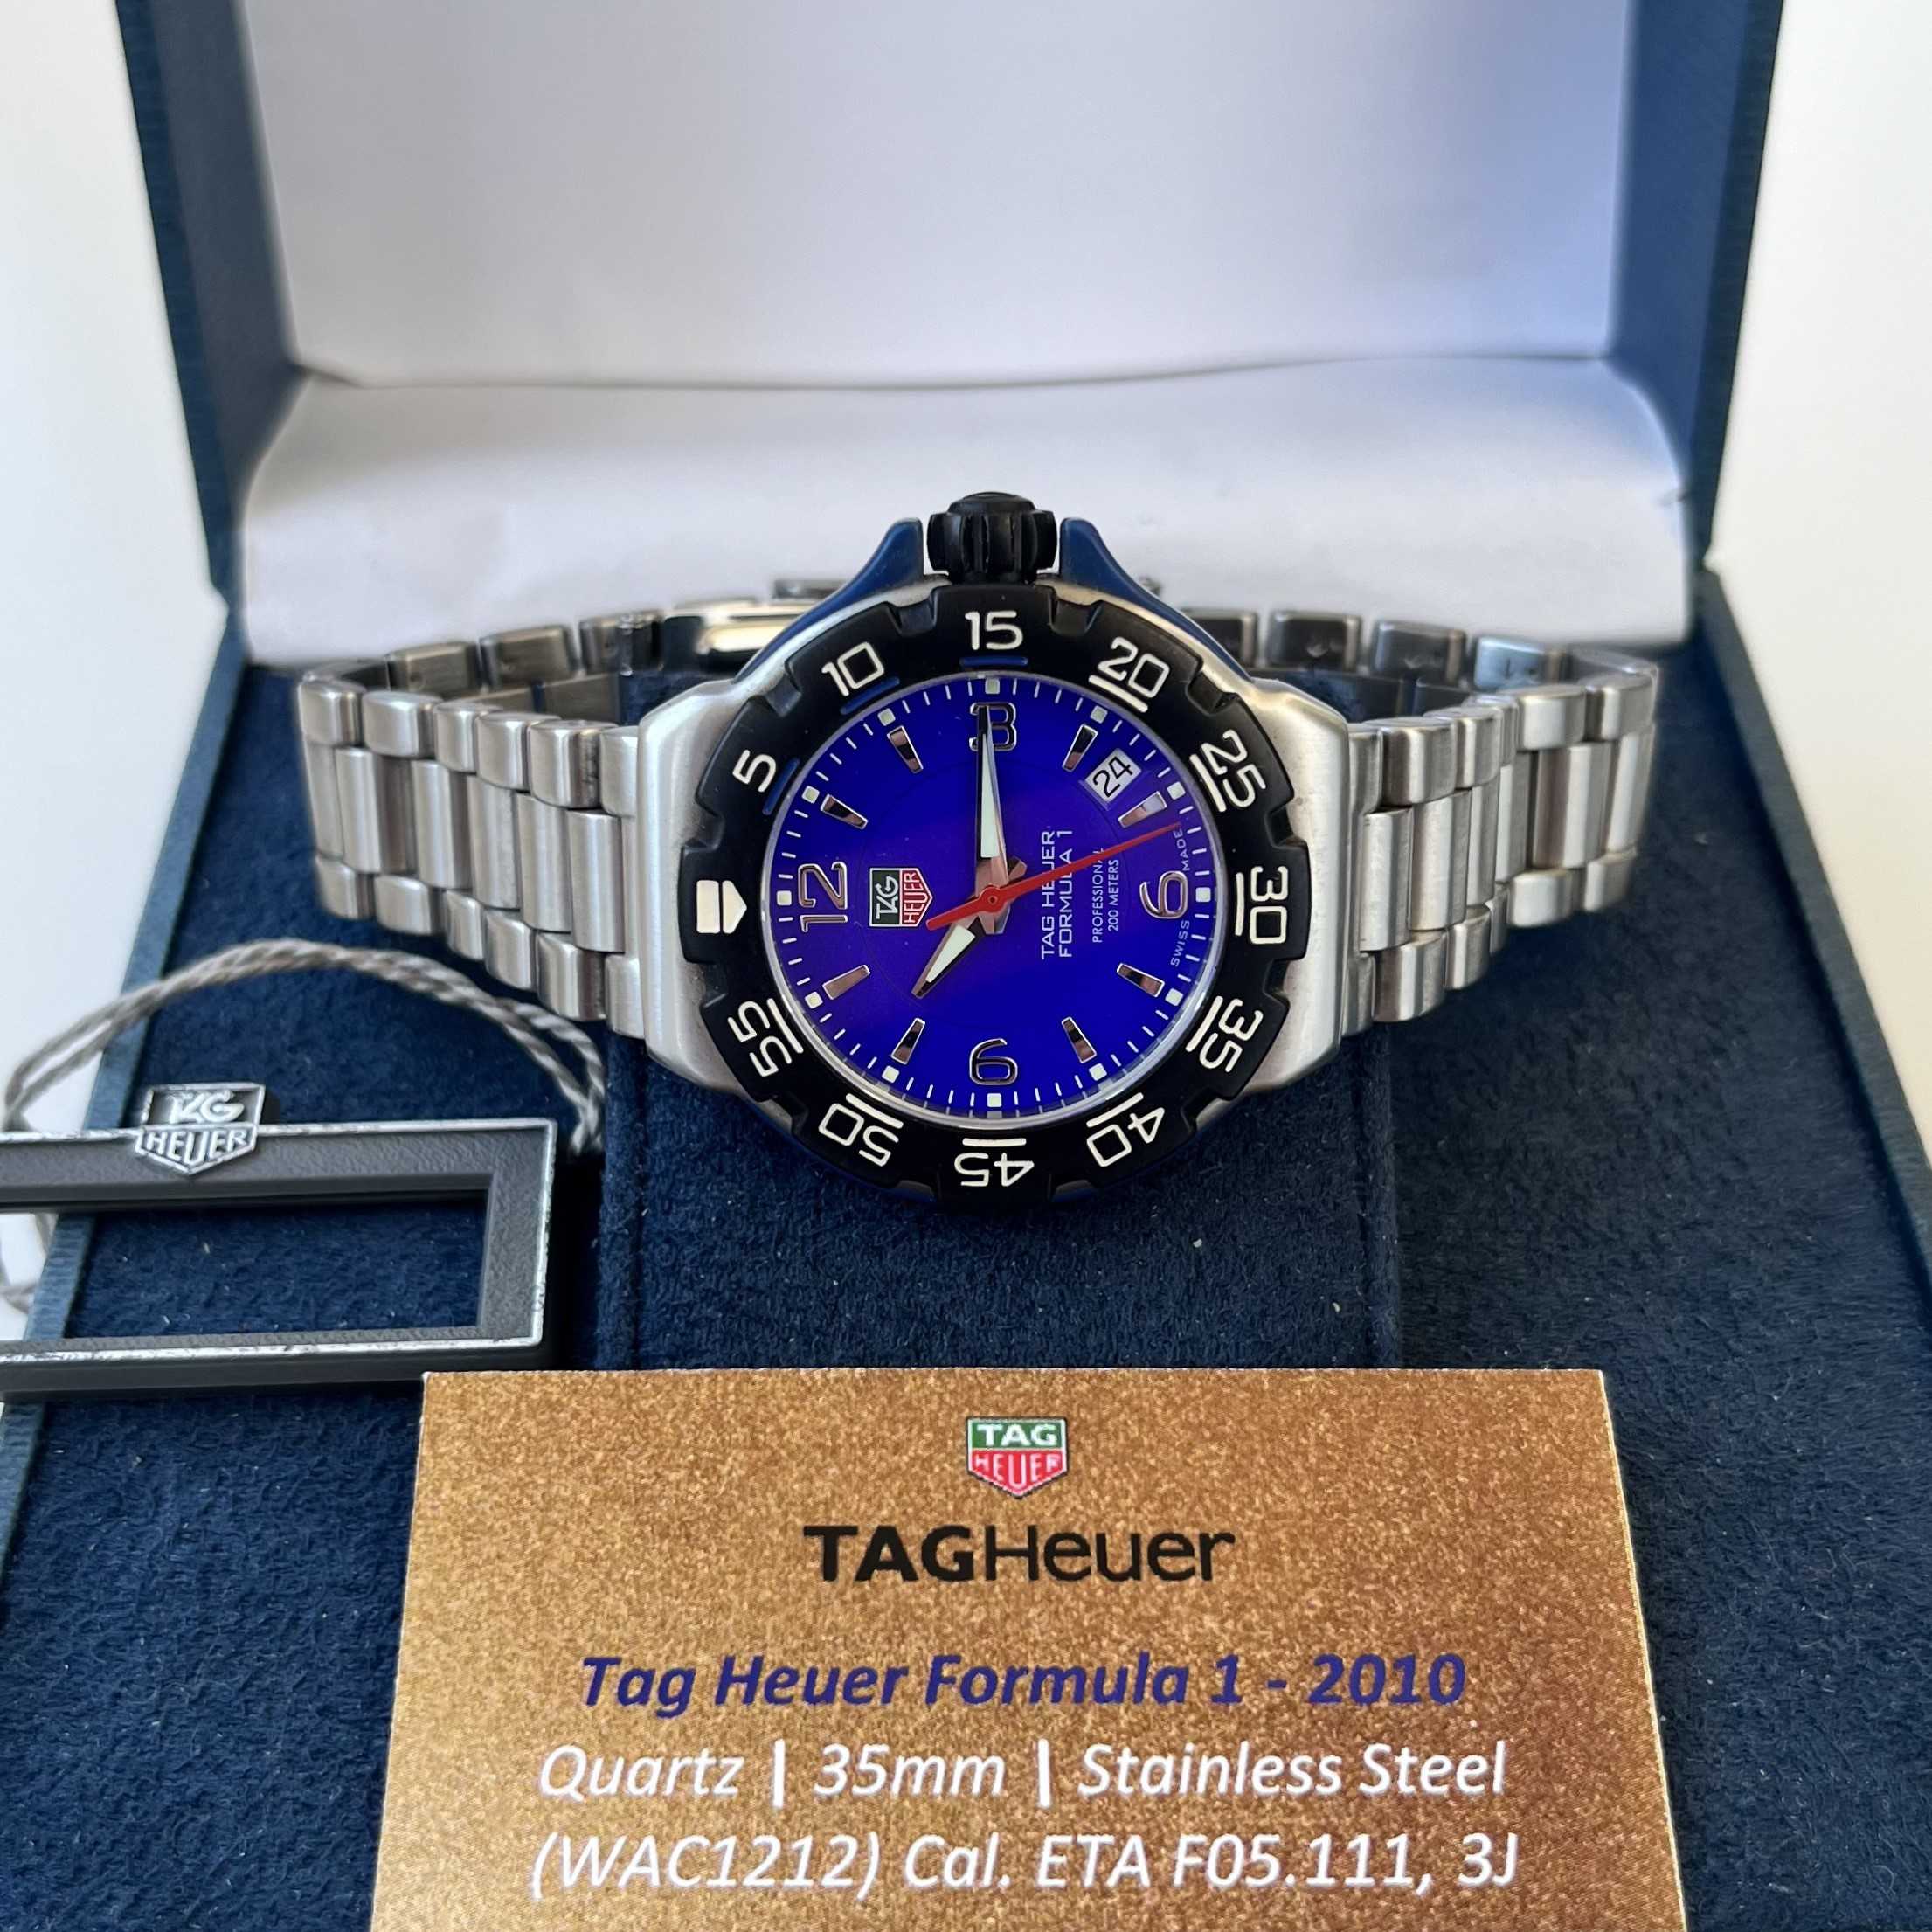 15
10
20
5
25
3
24
12
TAG
HEUER
TAG HEUER
FORMULA 1
PROFESSIONAL
200 METERS
6
SWISS MADE
30
55
35
9
50
40
45
TAG
HEUER
TAG
HEUER
TAGHeuer
Tag Heuer Formula 1 - 2010
Quartz | 35mm | Stainless Steel
(WAC1212) Cal. ETA F05.111, 3J